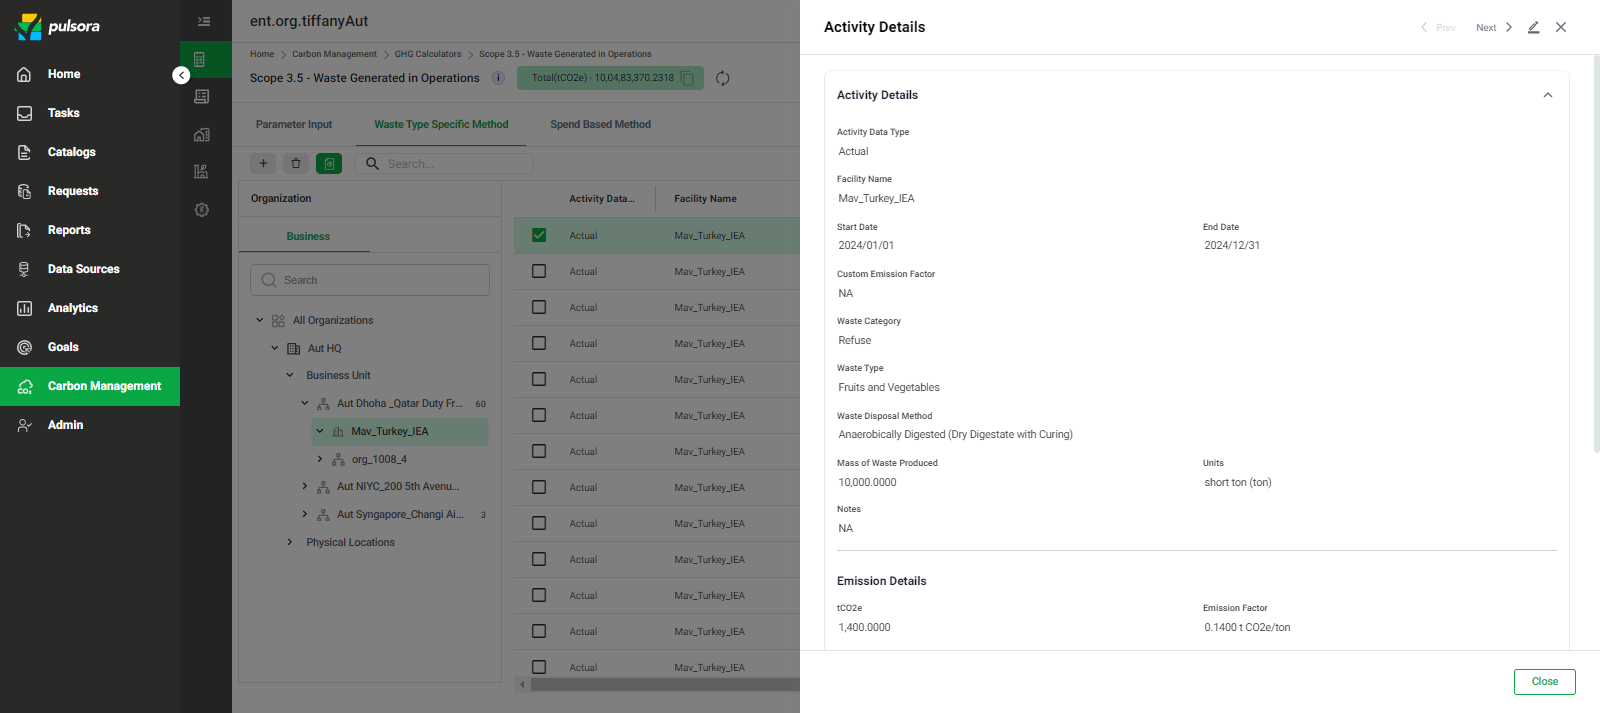 pulsora
Home
Tasks
Catalogs
Requests
Reports
Data Sources
Analytics
Goals
Carbon Management
Admin
ent.org.tiffanyAut
Home > Carbon Management > GHG Calculators > Scope 3.5 - Waste Generated in Operations
Scope 3.5 - Waste Generated in Operations
Total(tCO2e) - 10,04,83,370.2318
Parameter Input
Waste Type Specific Method
Spend Based Method
Search...
Organization
Business
Search
All Organizations
Aut HQ
Business Unit
Aut Dhoha _Qatar Duty Fr... 60
Mav_Turkey_IEA
org_1008_4
Aut NIYC_200 5th Avenu...
Aut Syngapore_Changi Ai... 3
Physical Locations
Activity Data... Facility Name
Actual Mav_Turkey_IEA
Actual Mav_Turkey_IEA
Actual Mav_Turkey_IEA
Actual Mav_Turkey_IEA
Actual Mav_Turkey_IEA
Actual Mav_Turkey_IEA
Actual Mav_Turkey_IEA
Actual Mav_Turkey_IEA
Actual Mav_Turkey_IEA
Actual Mav_Turkey_IEA
Actual Mav_Turkey_IEA
Actual Mav_Turkey_IEA
Actual Mav_Turkey_IEA
Activity Details
Prev Next
Activity Details
Activity Data Type
Actual
Facility Name
Mav_Turkey_IEA
Start Date End Date
2024/01/01 2024/12/31
Custom Emission Factor
NA
Waste Category
Refuse
Waste Type
Fruits and Vegetables
Waste Disposal Method
Anaerobically Digested (Dry Digestate with Curing)
Mass of Waste Produced Units
10,000.0000 short ton (ton)
Notes
NA
Emission Details
tCO2e Emission Factor
1,400.0000 0.1400 t CO2e/ton
Close